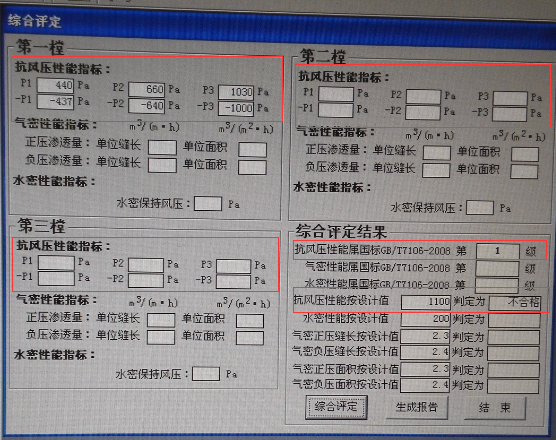 综合评定
第一樘
抗风压性能指标：
P1 440 Pa P2 660 Pa P3 1030 Pa
-P1 -437 Pa -P2 -640 Pa -P3 -1000 Pa
气密性能指标： m³/(m·h) m³/(m²·h)
正压渗透量：单位缝长 单位面积
负压渗透量：单位缝长 单位面积
水密性能指标：
水密保持风压： Pa
第二樘
抗风压性能指标：
P1 Pa P2 Pa P3 Pa
-P1 Pa -P2 Pa -P3 Pa
气密性能指标： m³/(m·h) m³/(m²·h)
正压渗透量：单位缝长 单位面积
负压渗透量：单位缝长 单位面积
水密性能指标：
水密保持风压： Pa
第三樘
抗风压性能指标：
P1 Pa P2 Pa P3 Pa
-P1 Pa -P2 Pa -P3 Pa
气密性能指标： m³/(m·h) m³/(m²·h)
正压渗透量：单位缝长 单位面积
负压渗透量：单位缝长 单位面积
水密性能指标：
水密保持风压： Pa
综合评定结果
抗风压性能属国标GB/T7106-2008 第 1 级
气密性能属国标GB/T7106-2008 第 级
水密性能属国标GB/T7106-2008 第 级
抗风压性能按设计值 1100 判定为 不合格
水密性能按设计值 200 判定为
气密正压缝长按设计值 2.3 判定为
气密负压缝长按设计值 2.4 判定为
气密正压面积按设计值 2.3 判定为
气密负压面积按设计值 2.4 判定为
综合评定 生成报告 结 束